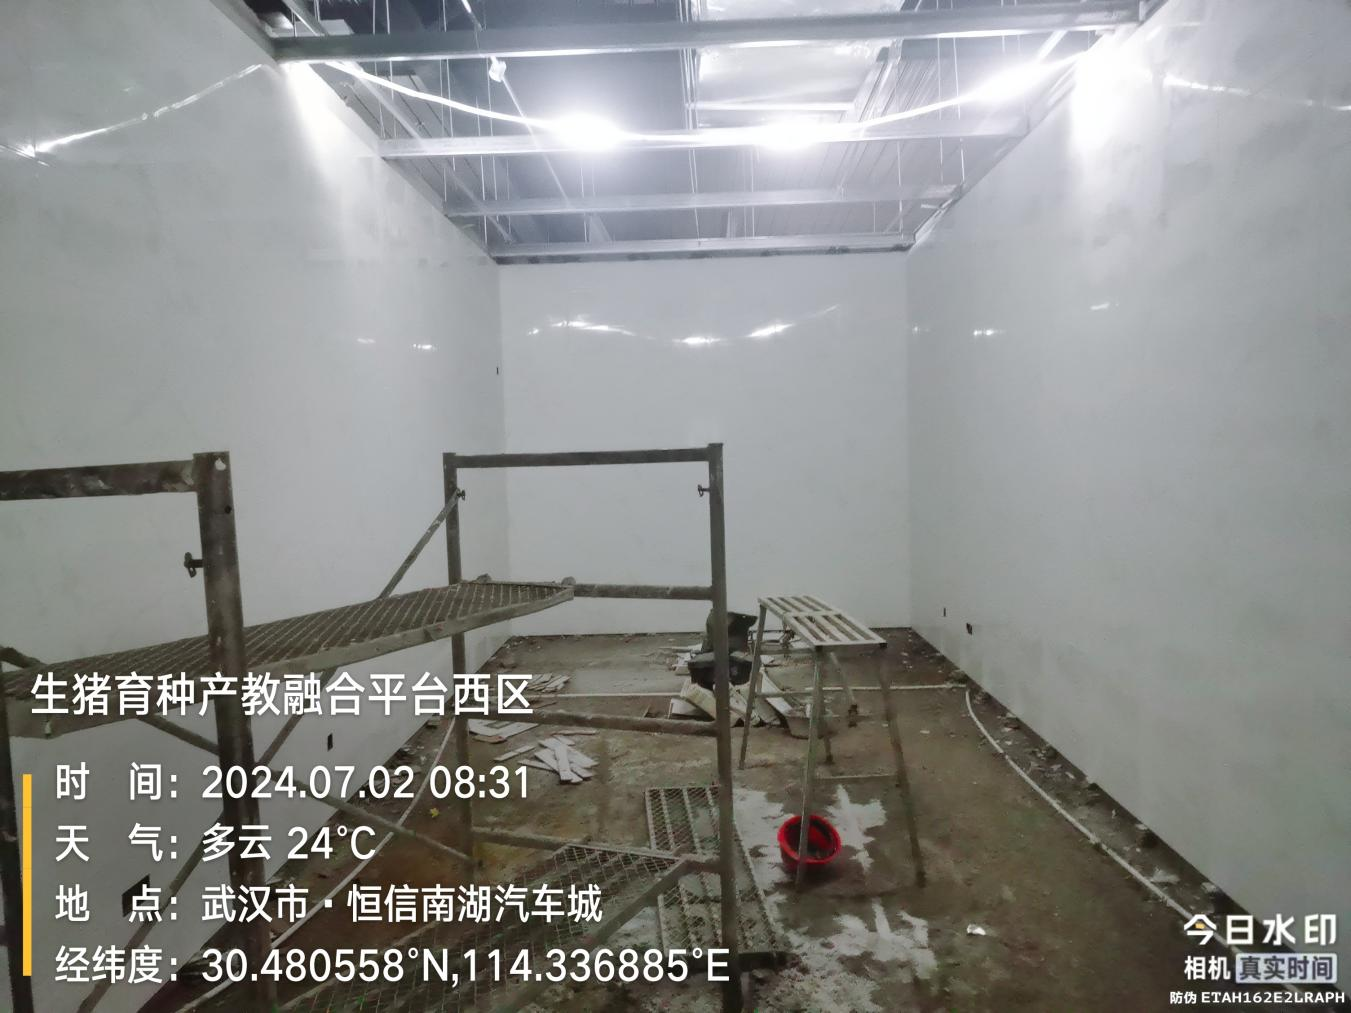 生猪育种产教融合平台西区
时 间：2024.07.02 08:31
天 气：多云 24℃
地 点：武汉市·恒信南湖汽车城
经纬度：30.480558°N,114.336885°E
今日水印
相机 真实时间
防伪 ETAH162E2LRAPH